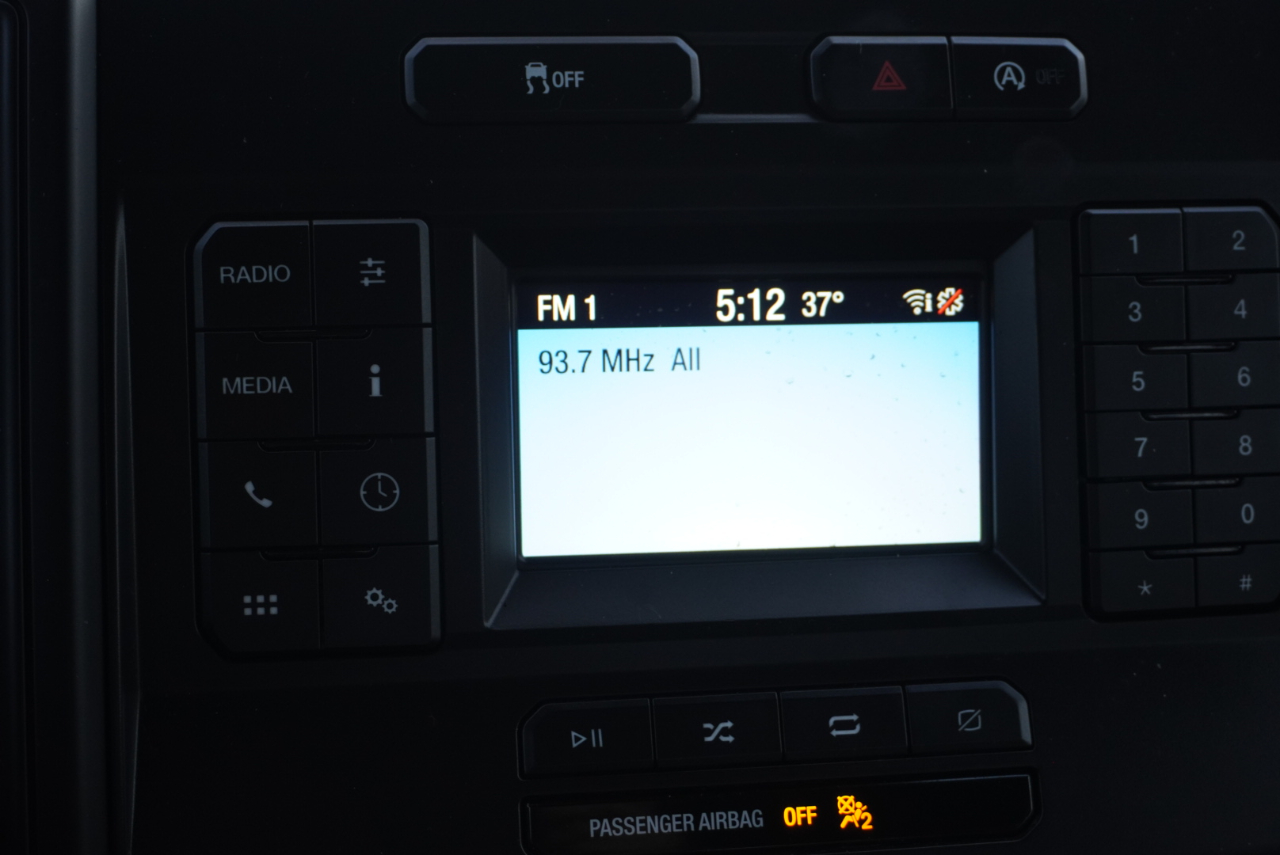 OFF
A OFF
RADIO
MEDIA
i
FM 1 5:12 37°
93.7 MHz All
1 2
3 4
5 6
7 8
9 0
* #
PASSENGER AIRBAG OFF 2